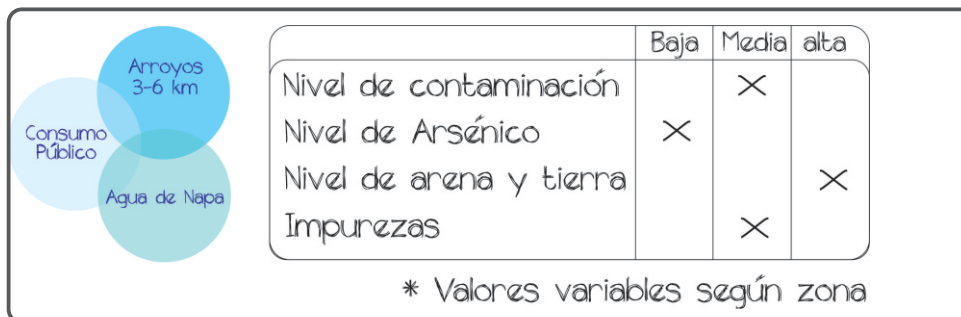 Arroyos
3-6 km
Consumo
Público
Agua de Napa
Baja Media alta
Nivel de contaminación X
Nivel de Arsénico X
Nivel de arena y tierra X
Impurezas X
* Valores variables según zona